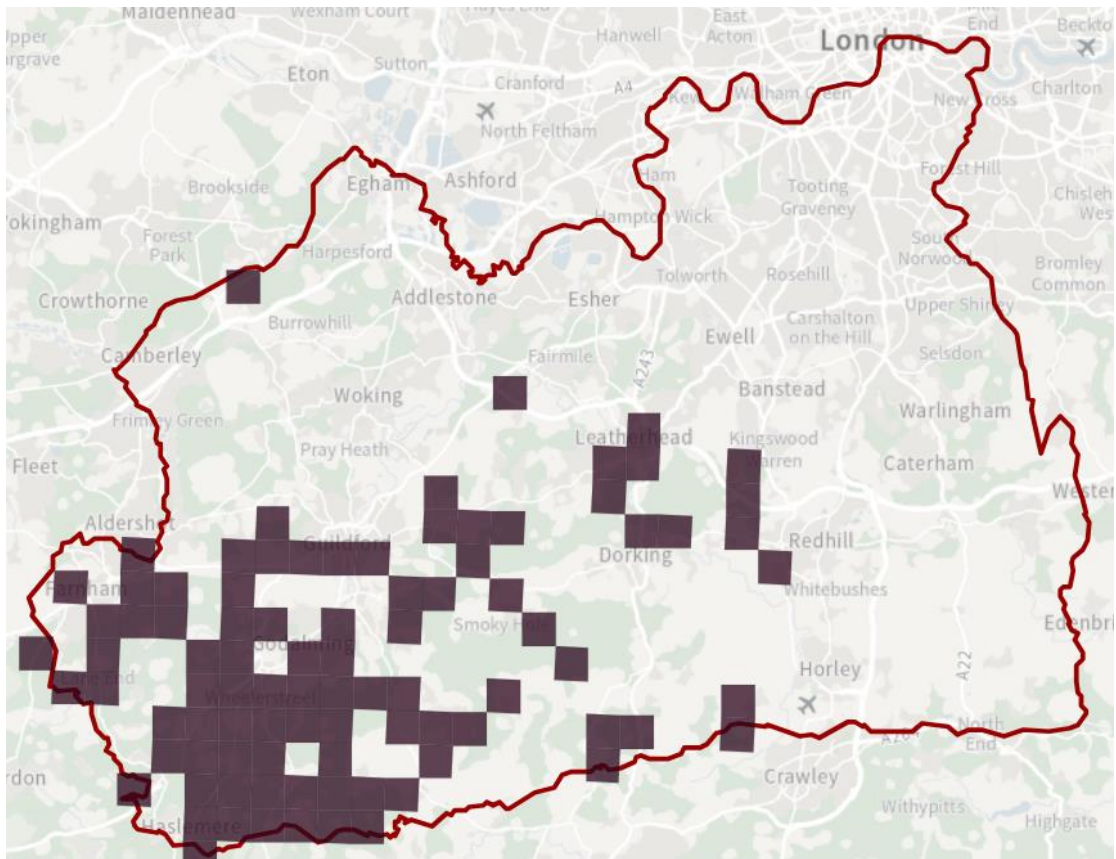 Maidenhead
Wexham Court
Hanwell
East
Acton
End
Beckto
London
Upper
argrave
Eton
Sutton
Cranford
A4
Kew
Walham Green
New Cross
Charlton
North Feltham
Brookside
Egham
Ashford
Ham
Tooting
Graveney
Forest Hill
Chisleh
West
Wokingham
Forest
Park
Harpesford
Hampton Wick
South
Norwood
Tolworth
Rosehill
Bromley
Common
Crowthorne
Addlestone
Esher
Burrowhill
Carshalton
on the Hill
Upper Shirley
Ewell
Camberley
Fairmile
A243
Selsdon
Woking
Banstead
Warlingham
Frimley Green
Leatherhead
Kingswood
Warren
Pray Heath
Fleet
Caterham
Wester
Aldershot
Guildford
Dorking
Redhill
Farnham
Whitebushes
Smoky Hole
Edenbri
Godalming
Horley
A22
Lane End
Wheelerstreet
North
End
A264
rdon
Crawley
Haslemere
Withypitts
Highgate